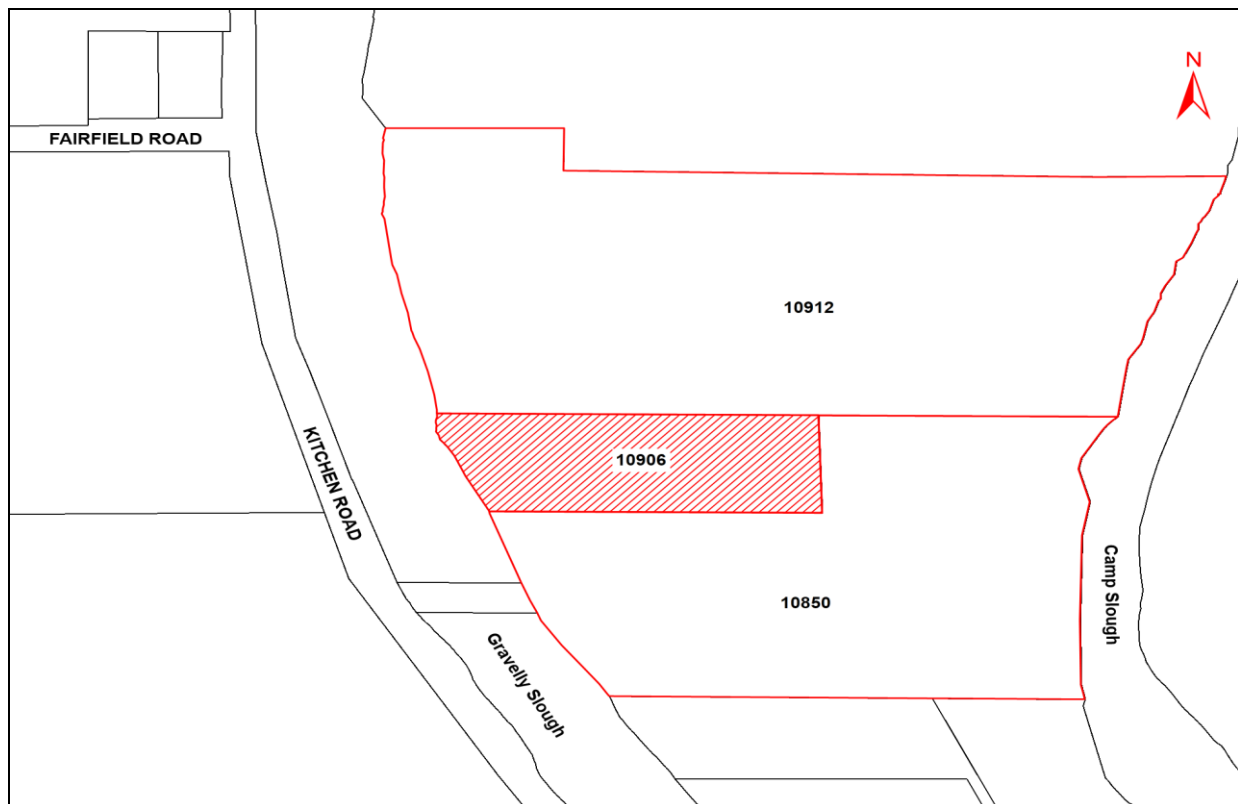 N
FAIRFIELD ROAD
10912
10906
KITCHEN ROAD
10850
Camp Slough
Gravelly Slough